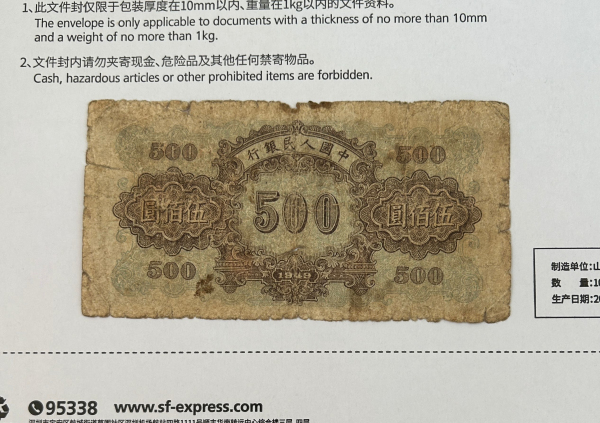 1、此文件封仅限于包装厚度在10mm以内、重量在1kg以内的文件资料。
The envelope is only applicable to documents with a thickness of no more than 10mm
and a weight of no more than 1kg.
2、文件封内请勿夹寄现金、危险品及其他任何禁寄物品。
Cash, hazardous articles or other prohibited items are forbidden.
行銀民人國中
500 500
圓佰伍 500 圓佰伍
500 1949 500
制造单位:山
数 量:10
生产日期:20
95338 www.sf-express.com